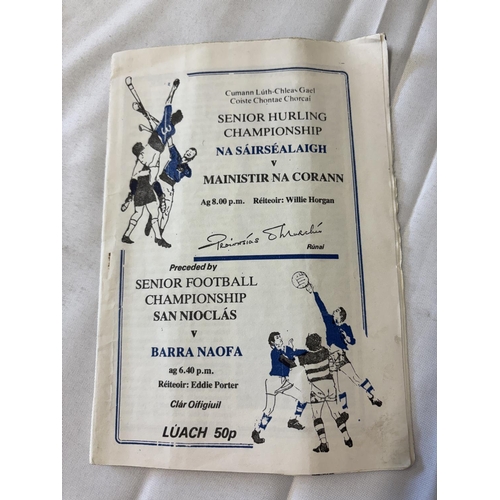 Cumann Lúth-Chleas Gael
Coiste Chontae Chorcaí
SENIOR HURLING
CHAMPIONSHIP
NA SÁIRSÉALAIGH
v
MAINISTIR NA CORANN
Ag 8.00 p.m. Réiteoir: Willie Horgan
Rúnaí
Preceded by
SENIOR FOOTBALL
CHAMPIONSHIP
SAN NIOCLÁS
v
BARRA NAOFA
ag 6.40 p.m.
Réiteoir: Eddie Porter
Clár Oifigiuil
LÚACH 50p